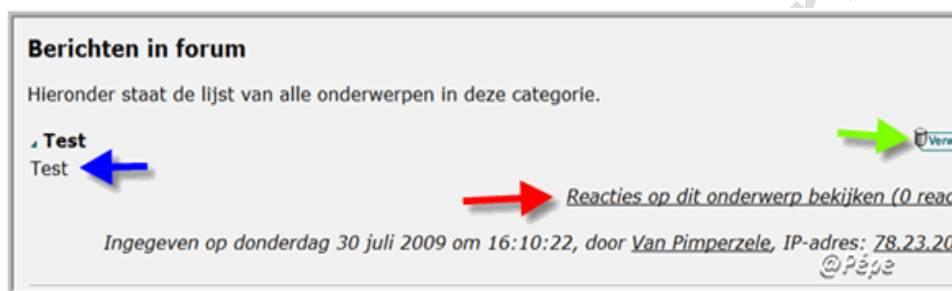 Berichten in forum
Hieronder staat de lijst van alle onderwerpen in deze categorie.
Test
Test
Reacties op dit onderwerp bekijken (0
Ingegeven op donderdag 30 juli 2009 om 16:10:22, door Van Pimperzele, IP-adres: 78.23.20
@Pépe